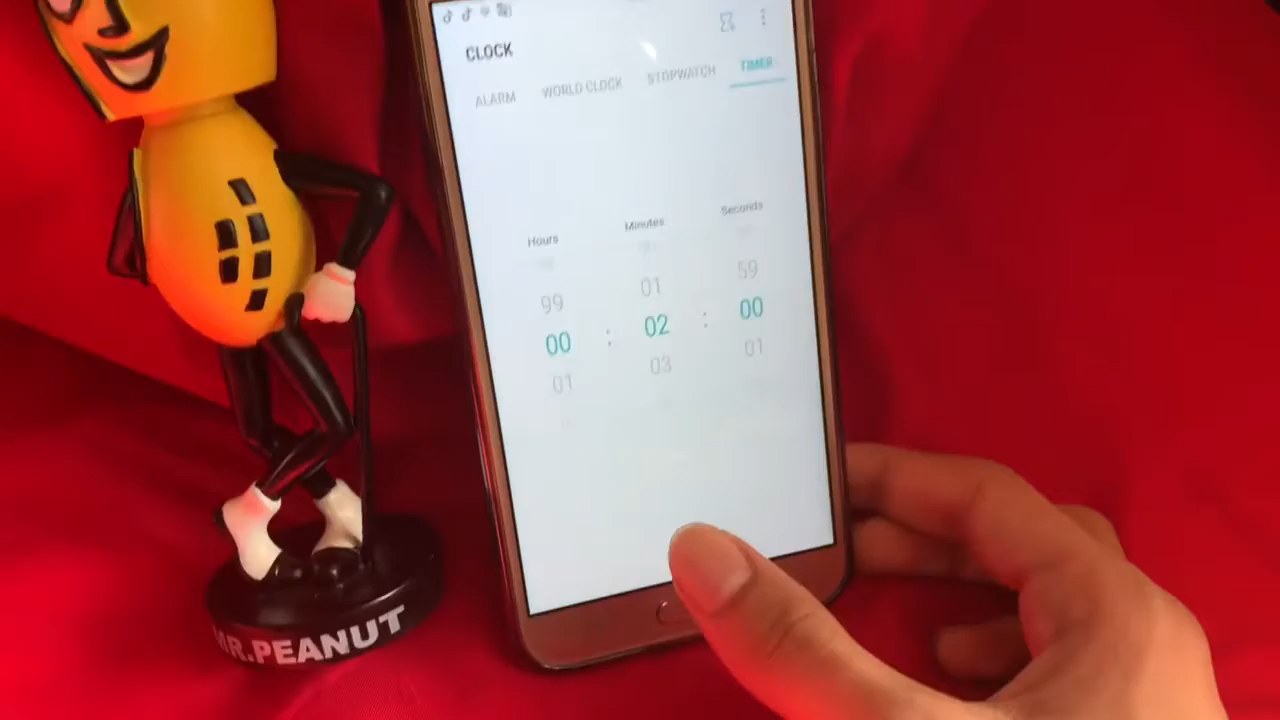 CLOCK
ALARM WORLD CLOCK STOPWATCH TIMER
Hours Minutes Seconds
99 01 59
00 : 02 : 00
01 03 01
MR.PEANUT